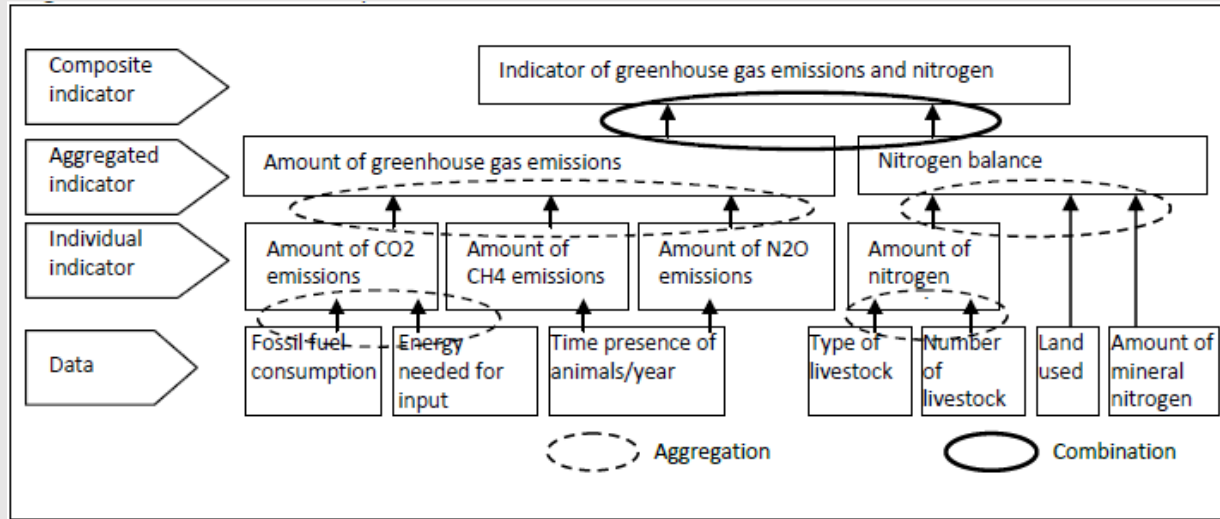 Composite
indicator
Indicator of greenhouse gas emissions and nitrogen
Aggregated
indicator
Amount of greenhouse gas emissions
Nitrogen balance
Individual
indicator
Amount of CO2
emissions
Amount of
CH4 emissions
Amount of N2O
emissions
Amount of
nitrogen
Data
Fossil fuel
consumption
Energy
needed for
input
Time presence of
animals/year
Type of
livestock
Number
of
livestock
Land
used
Amount of
mineral
nitrogen
Aggregation
Combination